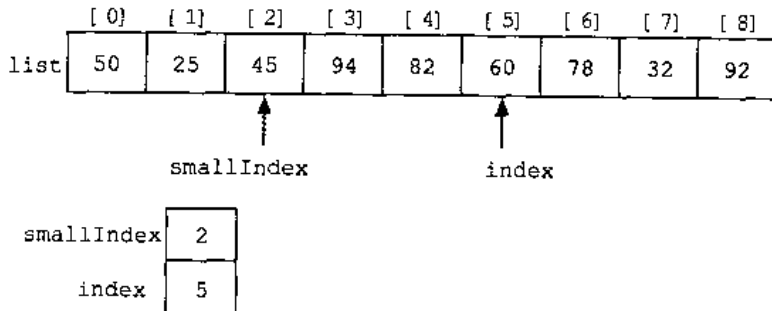 [ 0] [ 1] [ 2] [ 3] [ 4] [ 5] [ 6] [ 7] [ 8]
list 50 25 45 94 82 60 78 32 92
smallIndex index
smallIndex 2
index 5